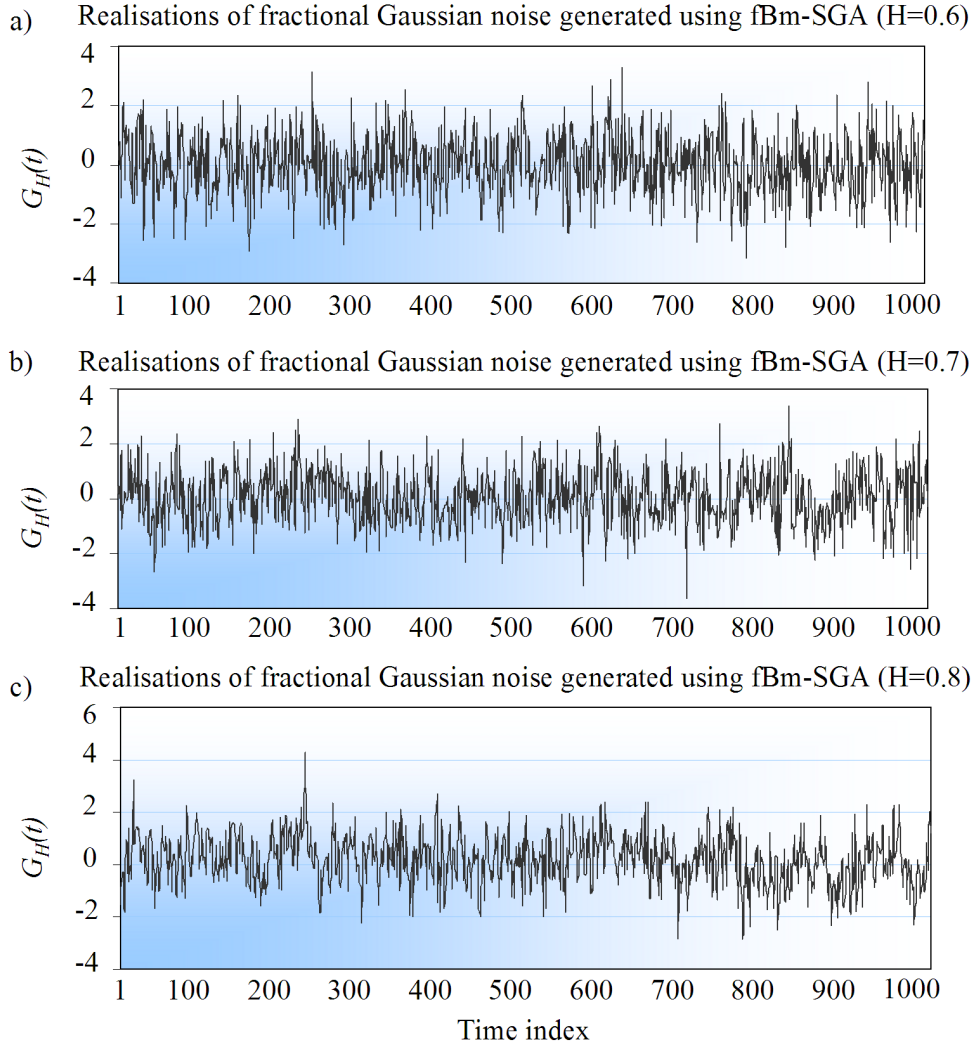 a) Realisations of fractional Gaussian noise generated using fBm-SGA (H=0.6)
4
2
0
-2
-4
G_H(t)
1 100 200 300 400 500 600 700 800 900 1000
b) Realisations of fractional Gaussian noise generated using fBm-SGA (H=0.7)
4
2
0
-2
-4
G_H(t)
1 100 200 300 400 500 600 700 800 900 1000
c) Realisations of fractional Gaussian noise generated using fBm-SGA (H=0.8)
6
4
2
0
-2
-4
G_H(t)
1 100 200 300 400 500 600 700 800 900 1000
Time index